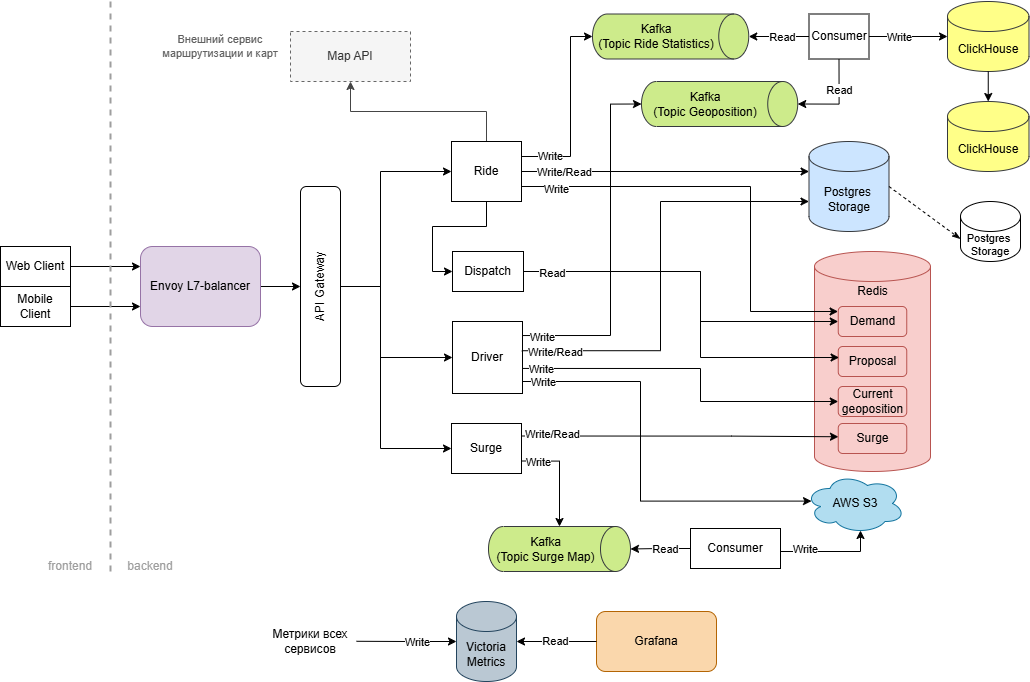 Внешний сервис
маршрутизации и карт
Map API
Kafka
(Topic Ride Statistics)
Read
Consumer
Write
ClickHouse
Read
Kafka
(Topic Geoposition)
ClickHouse
Ride
Write
Write/Read
Write
Postgres
Storage
Postgres
Storage
Web Client
Mobile
Client
Envoy L7-balancer
API Gateway
Dispatch
Read
Redis
Demand
Proposal
Current
geoposition
Surge
Driver
Write
Write/Read
Write
Write
Surge
Write/Read
Write
AWS S3
Kafka
(Topic Surge Map)
Read
Consumer
Write
frontend
backend
Метрики всех
сервисов
Write
Victoria
Metrics
Read
Grafana